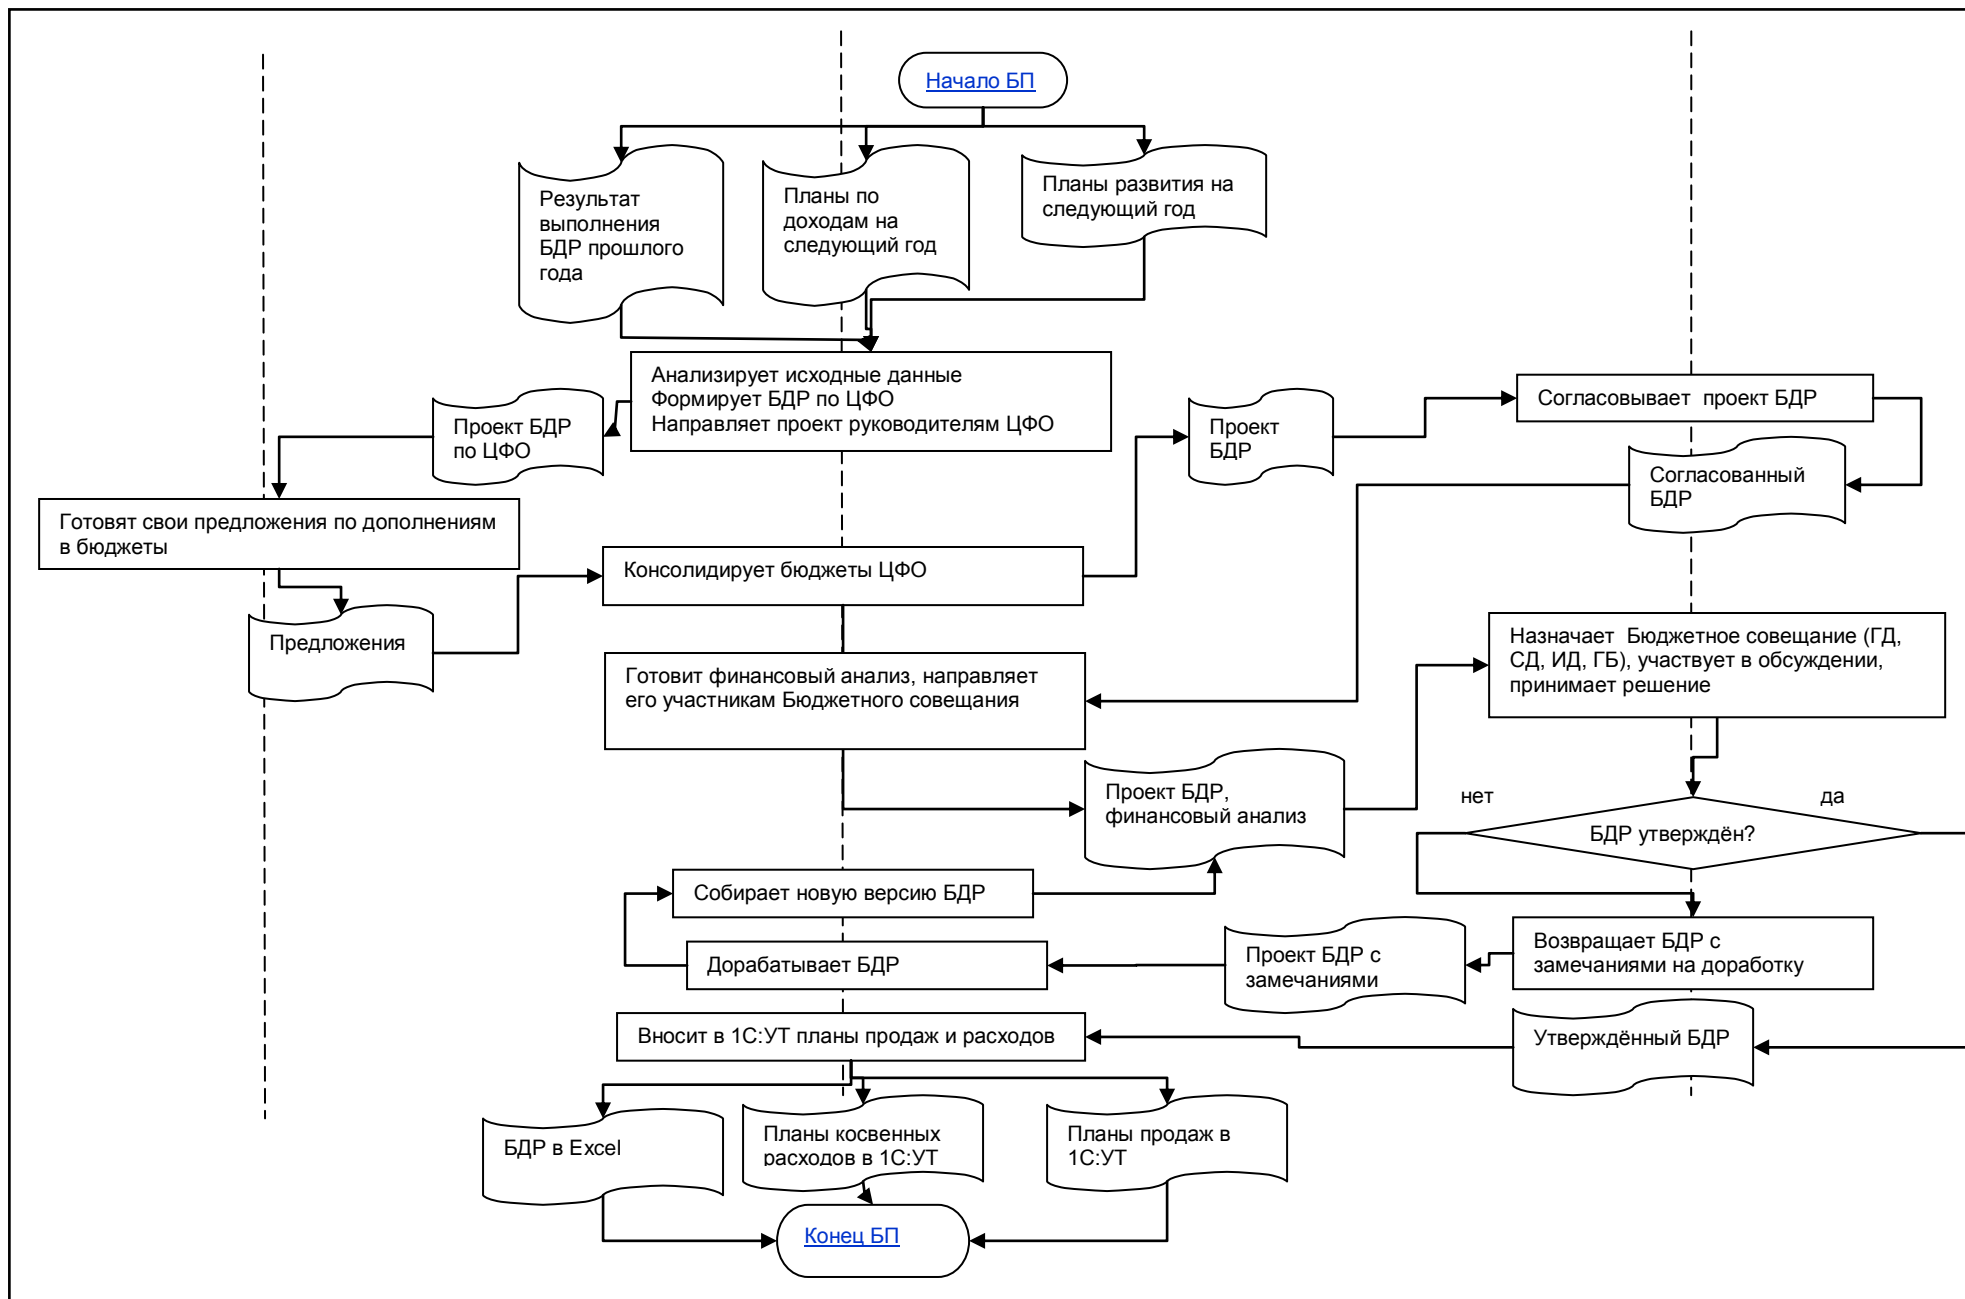 Начало БП
Результат
выполнения
БДР прошлого
года
Планы по
доходам на
следующий год
Планы развития на
следующий год
Анализирует исходные данные
Формирует БДР по ЦФО
Направляет проект руководителям ЦФО
Проект БДР
по ЦФО
Проект
БДР
Согласовывает  проект БДР
Согласованный
БДР
Готовят свои предложения по дополнениям
в бюджеты
Консолидирует бюджеты ЦФО
Предложения
Назначает  Бюджетное совещание (ГД,
СД, ИД, ГБ), участвует в обсуждении,
принимает решение
Готовит финансовый анализ, направляет
его участникам Бюджетного совещания
Проект БДР,
финансовый анализ
нет
да
БДР утверждён?
Собирает новую версию БДР
Дорабатывает БДР
Проект БДР с
замечаниями
Возвращает БДР с
замечаниями на доработку
Вносит в 1С:УТ планы продаж и расходов
Утверждённый БДР
БДР в Excel
Планы косвенных
расходов в 1С:УТ
Планы продаж в
1С:УТ
Конец БП